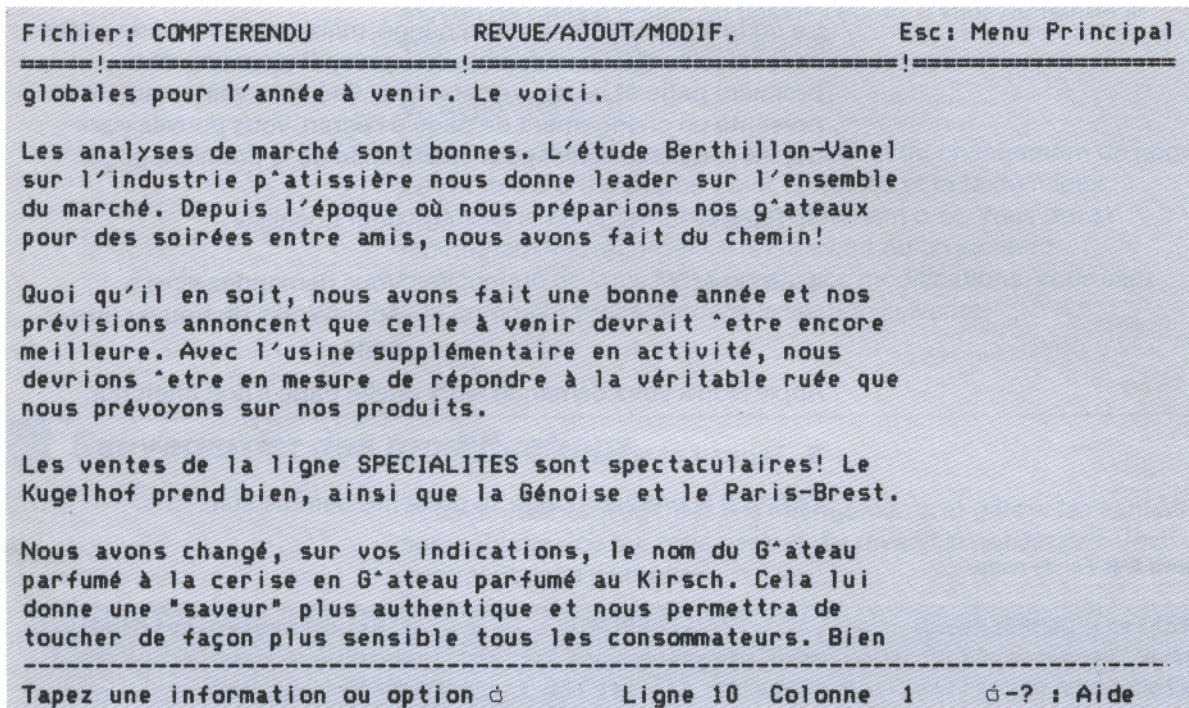 Fichier: COMPTERENDU REVUE/AJOUT/MODIF. Esc: Menu Principal
=====!========================!==============================!==================
globales pour l'année à venir. Le voici.
Les analyses de marché sont bonnes. L'étude Berthillon-Vanel
sur l'industrie p^atissière nous donne leader sur l'ensemble
du marché. Depuis l'époque où nous préparions nos g^ateaux
pour des soirées entre amis, nous avons fait du chemin!
Quoi qu'il en soit, nous avons fait une bonne année et nos
prévisions annoncent que celle à venir devrait ^etre encore
meilleure. Avec l'usine supplémentaire en activité, nous
devrions ^etre en mesure de répondre à la véritable ruée que
nous prévoyons sur nos produits.
Les ventes de la ligne SPECIALITES sont spectaculaires! Le
Kugelhof prend bien, ainsi que la Génoise et le Paris-Brest.
Nous avons changé, sur vos indications, le nom du G^ateau
parfumé à la cerise en G^ateau parfumé au Kirsch. Cela lui
donne une "saveur" plus authentique et nous permettra de
toucher de façon plus sensible tous les consommateurs. Bien
--------------------------------------------------------------------------------
Tapez une information ou option Ligne 10 Colonne 1 -? : Aide